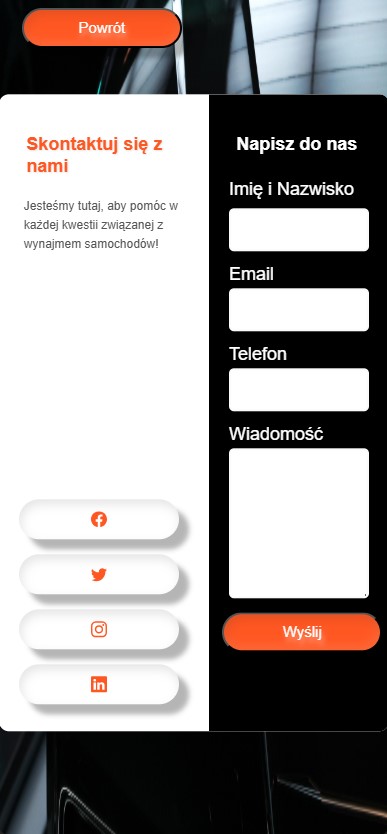 Powrót
Skontaktuj się z
nami
Jesteśmy tutaj, aby pomóc w
każdej kwestii związanej z
wynajmem samochodów!
Napisz do nas
Imię i Nazwisko
Email
Telefon
Wiadomość
Wyślij